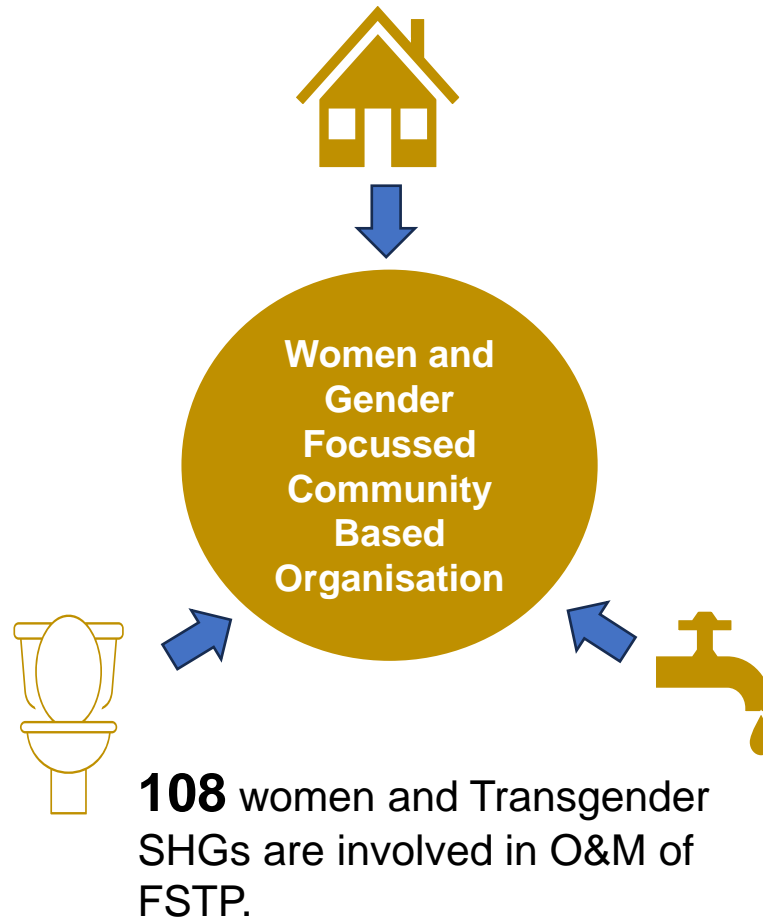 Women and
Gender
Focussed
Community
Based
Organisation
108 women and Transgender
SHGs are involved in O&M of
FSTP.